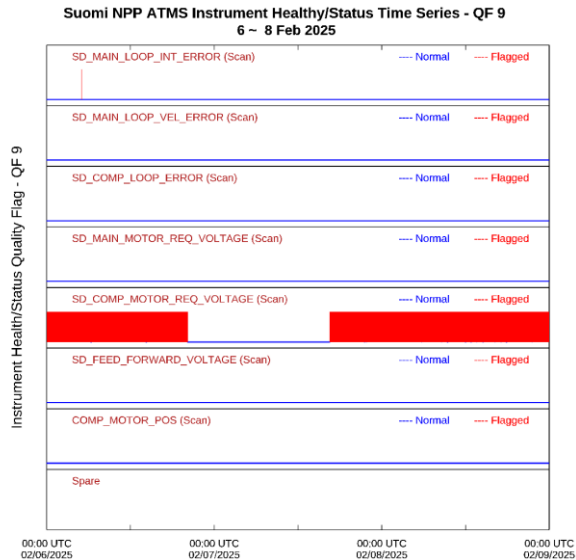 Suomi NPP ATMS Instrument Healthy/Status Time Series - QF 9
6 ~ 8 Feb 2025
Instrument Health/Status Quality Flag - QF 9
SD_MAIN_LOOP_INT_ERROR (Scan) ---- Normal ---- Flagged
SD_MAIN_LOOP_VEL_ERROR (Scan) ---- Normal ---- Flagged
SD_COMP_LOOP_ERROR (Scan) ---- Normal ---- Flagged
SD_MAIN_MOTOR_REQ_VOLTAGE (Scan) ---- Normal ---- Flagged
SD_COMP_MOTOR_REQ_VOLTAGE (Scan) ---- Normal ---- Flagged
SD_FEED_FORWARD_VOLTAGE (Scan) ---- Normal ---- Flagged
COMP_MOTOR_POS (Scan) ---- Normal ---- Flagged
Spare
00:00 UTC 00:00 UTC 00:00 UTC 00:00 UTC
02/06/2025 02/07/2025 02/08/2025 02/09/2025